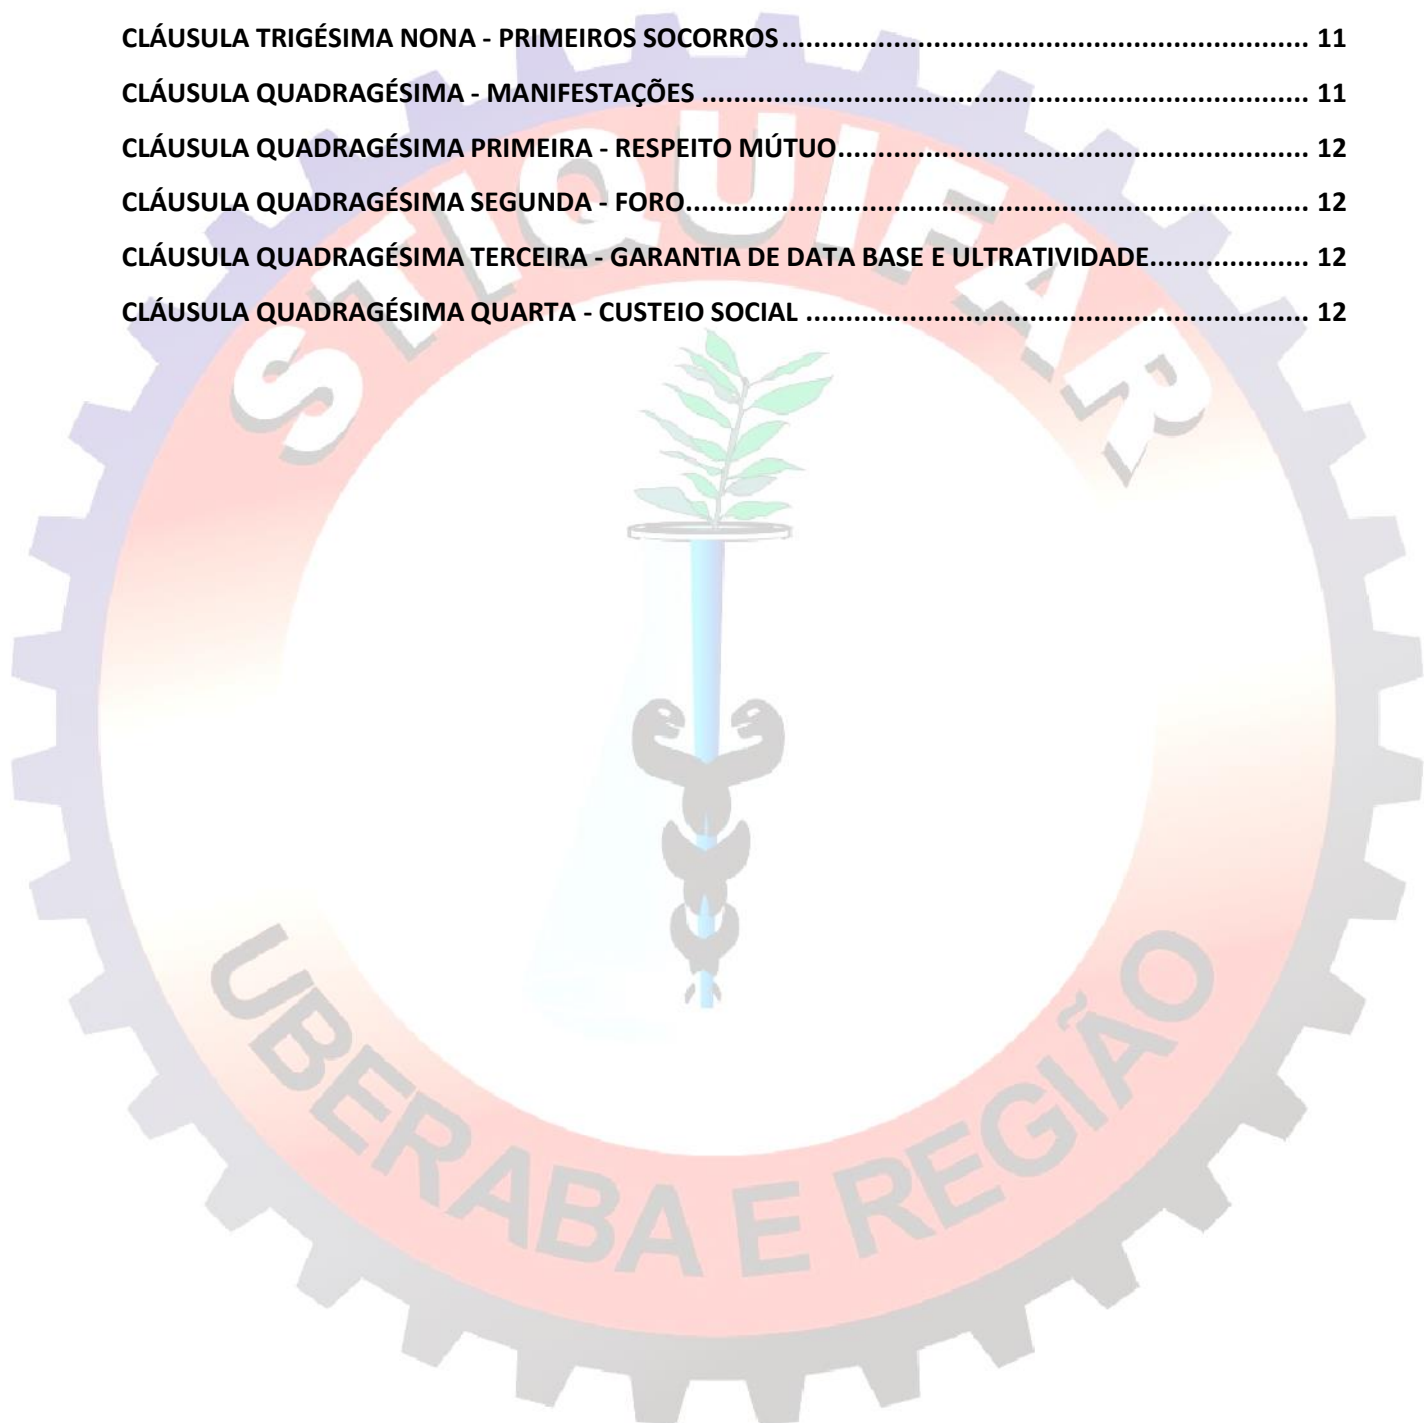 CLÁUSULA TRIGÉSIMA NONA - PRIMEIROS SOCORROS.................................................................... 11
CLÁUSULA QUADRAGÉSIMA - MANIFESTAÇÕES .............................................................................. 11
CLÁUSULA QUADRAGÉSIMA PRIMEIRA - RESPEITO MÚTUO............................................................. 12
CLÁUSULA QUADRAGÉSIMA SEGUNDA - FORO................................................................................ 12
CLÁUSULA QUADRAGÉSIMA TERCEIRA - GARANTIA DE DATA BASE E ULTRATIVIDADE.................... 12
CLÁUSULA QUADRAGÉSIMA QUARTA - CUSTEIO SOCIAL ................................................................. 12
STIQUIFAR
UBERABA E REGIÃO